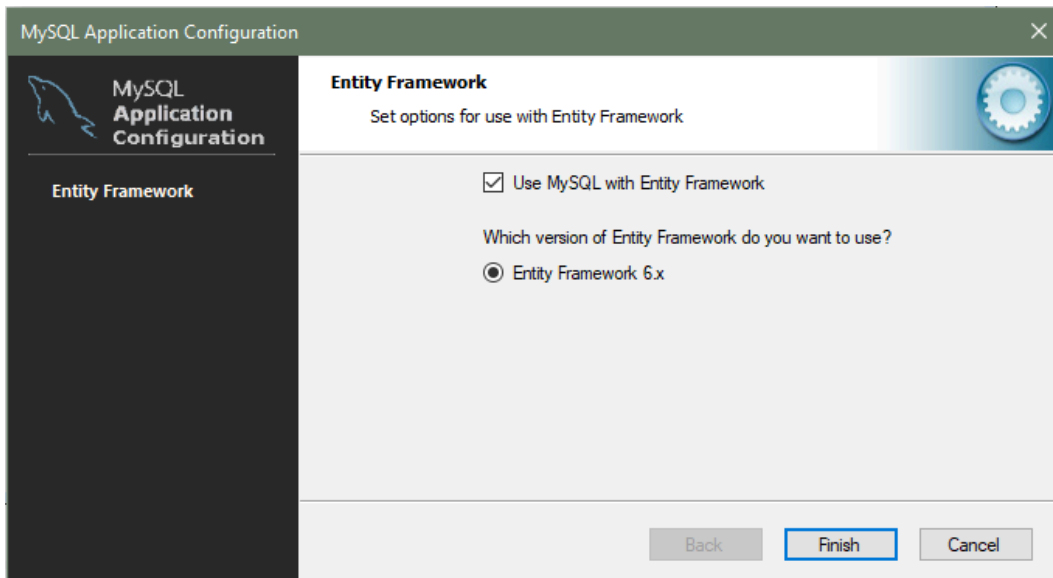 MySQL Application Configuration
MySQL
Application
Configuration
Entity Framework
Entity Framework
Set options for use with Entity Framework
Use MySQL with Entity Framework
Which version of Entity Framework do you want to use?
Entity Framework 6.x
Back
Finish
Cancel